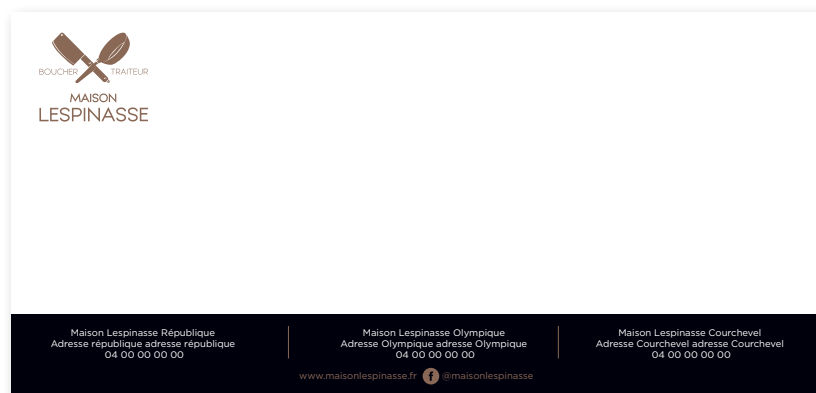 BOUCHER TRAITEUR
MAISON
LESPINASSE
Maison Lespinasse République
Adresse république adresse république
04 00 00 00 00
Maison Lespinasse Olympique
Adresse Olympique adresse Olympique
04 00 00 00 00
Maison Lespinasse Courchevel
Adresse Courchevel adresse Courchevel
04 00 00 00 00
www.maisonlespinasse.fr f @maisonlespinasse